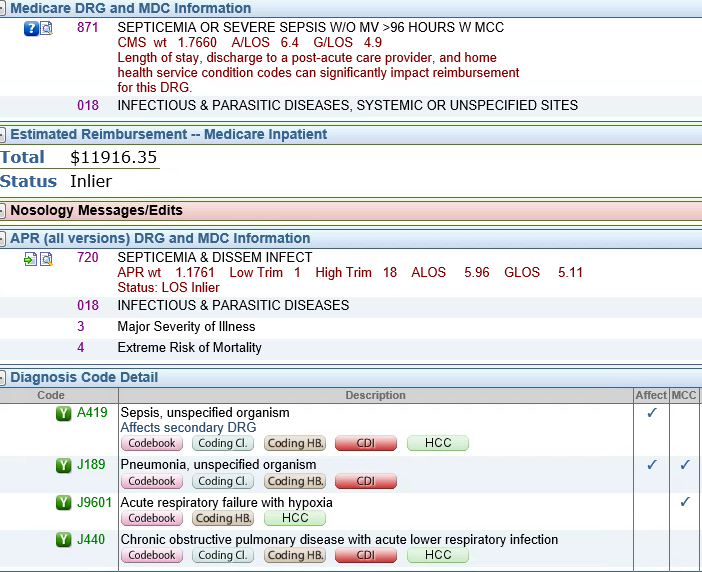 Medicare DRG and MDC Information
871 SEPTICEMIA OR SEVERE SEPSIS W/O MV >96 HOURS W MCC
CMS wt 1.7660 A/LOS 6.4 G/LOS 4.9
Length of stay, discharge to a post-acute care provider, and home
health service condition codes can significantly impact reimbursement
for this DRG.
018 INFECTIOUS & PARASITIC DISEASES, SYSTEMIC OR UNSPECIFIED SITES
Estimated Reimbursement -- Medicare Inpatient
Total $11916.35
Status Inlier
Nosology Messages/Edits
APR (all versions) DRG and MDC Information
720 SEPTICEMIA & DISSEM INFECT
APR wt 1.1761 Low Trim 1 High Trim 18 ALOS 5.96 GLOS 5.11
Status: LOS Inlier
018 INFECTIOUS & PARASITIC DISEASES
3 Major Severity of Illness
4 Extreme Risk of Mortality
Diagnosis Code Detail
Code Description Affect MCC
Y A419 Sepsis, unspecified organism ✓
Affects secondary DRG
Codebook Coding Cl. Coding HB. CDI HCC
Y J189 Pneumonia, unspecified organism ✓ ✓
Codebook Coding Cl. Coding HB. CDI
Y J9601 Acute respiratory failure with hypoxia ✓
Codebook Coding HB. HCC
Y J440 Chronic obstructive pulmonary disease with acute lower respiratory infection
Codebook Coding Cl. Coding HB. CDI HCC